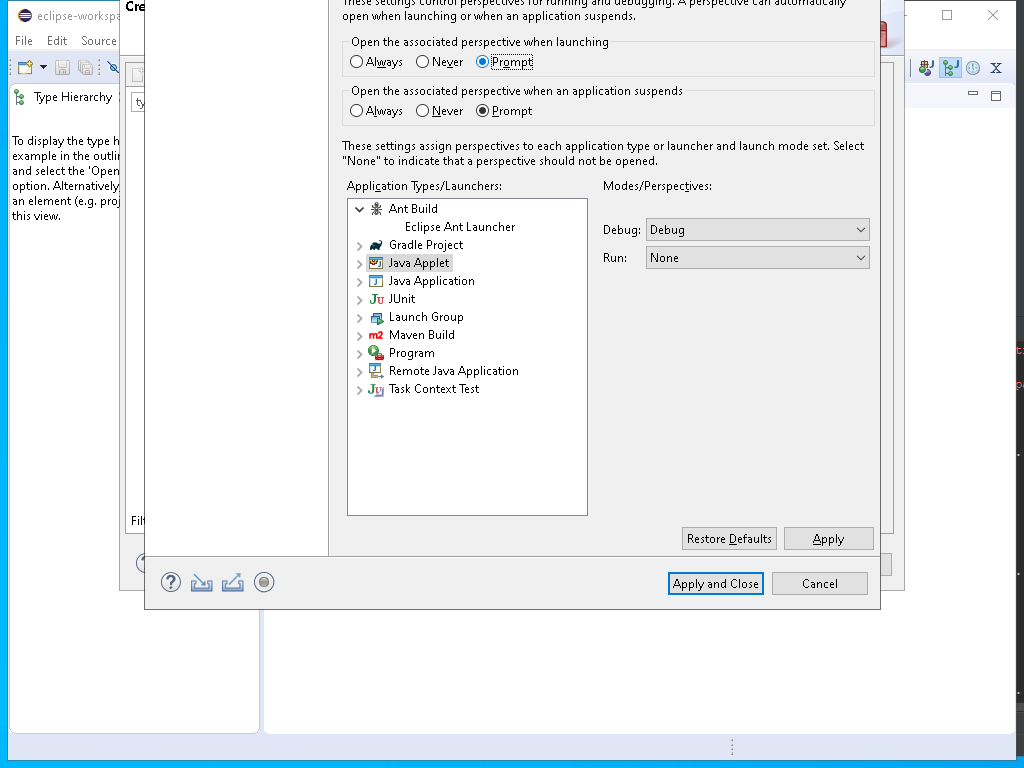 eclipse-workspa
Cre
File Edit Source
These settings control perspectives for running and debugging. A perspective can automatically
open when launching or when an application suspends.
Open the associated perspective when launching
Always Never Prompt
Open the associated perspective when an application suspends
Always Never Prompt
Type Hierarchy
ty
To display the type h
example in the outlin
and select the 'Open
option. Alternatively
an element (e.g. proj
this view.
These settings assign perspectives to each application type or launcher and launch mode set. Select
"None" to indicate that a perspective should not be opened.
Application Types/Launchers:
Modes/Perspectives:
Ant Build
Eclipse Ant Launcher
Gradle Project
Java Applet
Java Application
JUnit
Launch Group
Maven Build
Program
Remote Java Application
Task Context Test
Debug: Debug
Run: None
Filt
Restore Defaults Apply
Apply and Close Cancel